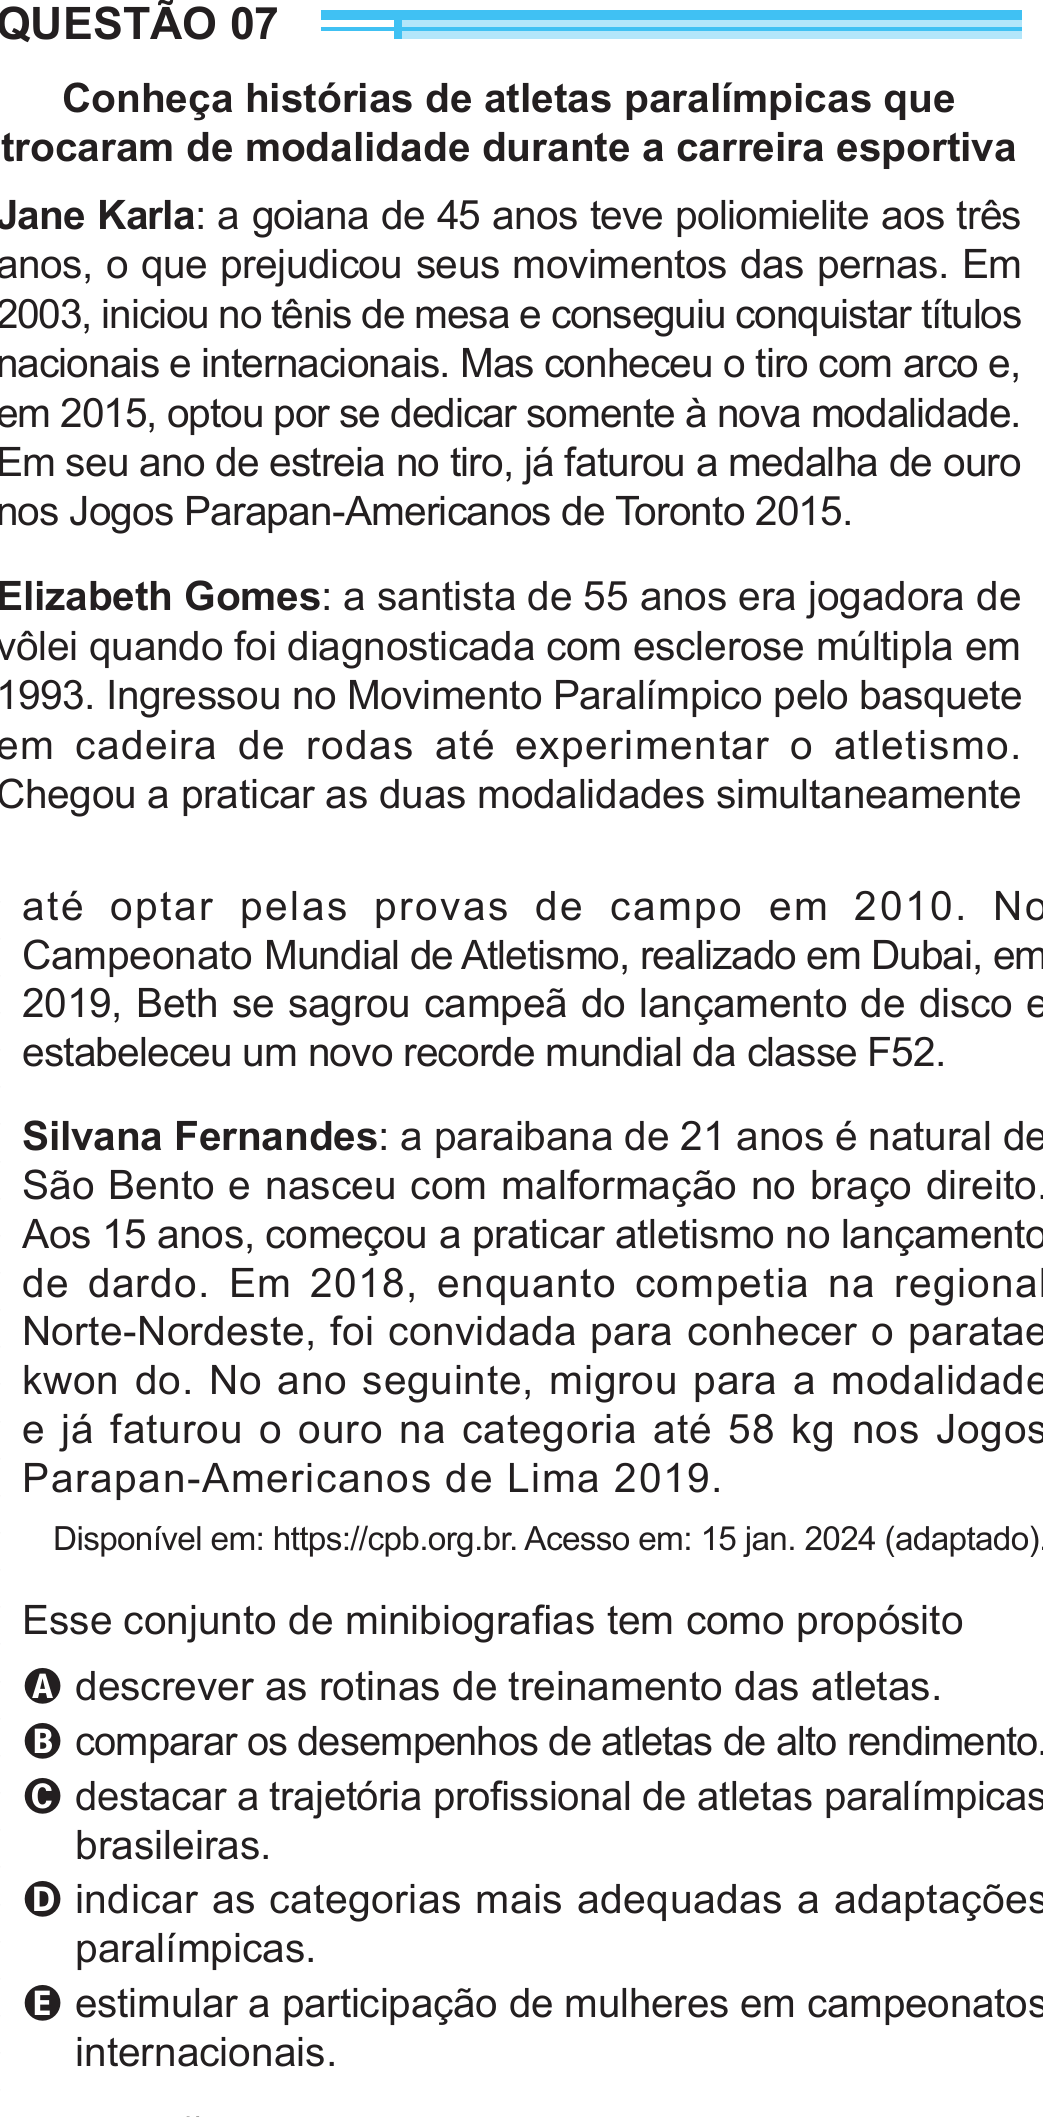 QUESTÃO 07
Conheça histórias de atletas paralímpicas que
trocaram de modalidade durante a carreira esportiva
Jane Karla: a goiana de 45 anos teve poliomielite aos três
anos, o que prejudicou seus movimentos das pernas. Em
2003, iniciou no tênis de mesa e conseguiu conquistar títulos
nacionais e internacionais. Mas conheceu o tiro com arco e,
em 2015, optou por se dedicar somente à nova modalidade.
Em seu ano de estreia no tiro, já faturou a medalha de ouro
nos Jogos Parapan-Americanos de Toronto 2015.
Elizabeth Gomes: a santista de 55 anos era jogadora de
vôlei quando foi diagnosticada com esclerose múltipla em
1993. Ingressou no Movimento Paralímpico pelo basquete
em cadeira de rodas até experimentar o atletismo.
Chegou a praticar as duas modalidades simultaneamente
até optar pelas provas de campo em 2010. No
Campeonato Mundial de Atletismo, realizado em Dubai, em
2019, Beth se sagrou campeã do lançamento de disco e
estabeleceu um novo recorde mundial da classe F52.
Silvana Fernandes: a paraibana de 21 anos é natural de
São Bento e nasceu com malformação no braço direito.
Aos 15 anos, começou a praticar atletismo no lançamento
de dardo. Em 2018, enquanto competia na regional
Norte-Nordeste, foi convidada para conhecer o paratae
kwon do. No ano seguinte, migrou para a modalidade
e já faturou o ouro na categoria até 58 kg nos Jogos
Parapan-Americanos de Lima 2019.
Disponível em: https://cpb.org.br. Acesso em: 15 jan. 2024 (adaptado).
Esse conjunto de minibiografias tem como propósito
A descrever as rotinas de treinamento das atletas.
B comparar os desempenhos de atletas de alto rendimento.
C destacar a trajetória profissional de atletas paralímpicas
brasileiras.
D indicar as categorias mais adequadas a adaptações
paralímpicas.
E estimular a participação de mulheres em campeonatos
internacionais.